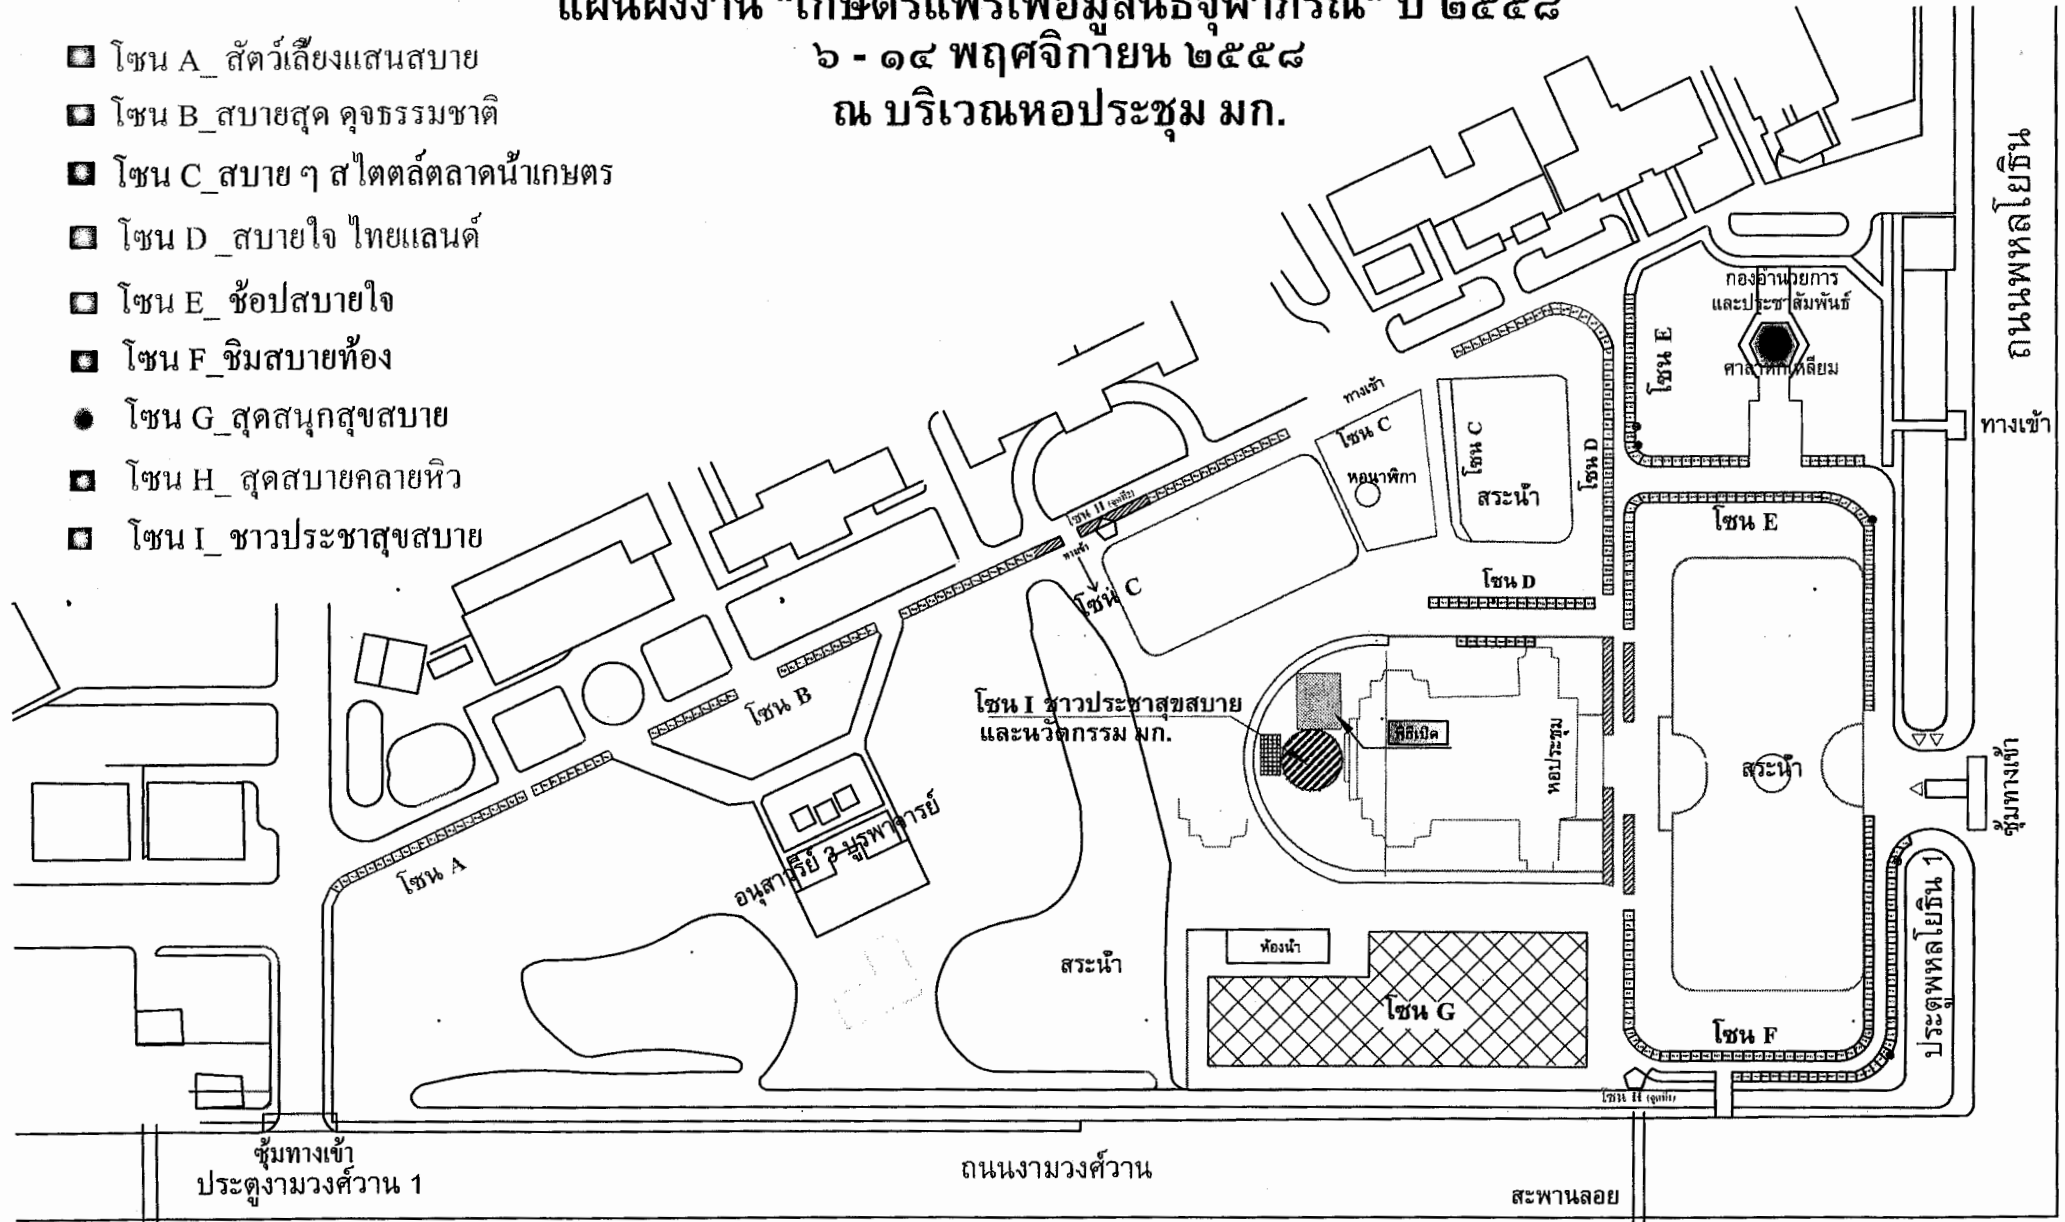 แผนผังงาน "เกษตรแฟร์เพื่อมูลนิธิจุฬาภรณ์" ปี ๒๕๕๘
๖ - ๑๔ พฤศจิกายน ๒๕๕๘
ณ บริเวณหอประชุม มก.
โซน A_ สัตว์เลี้ยงแสนสบาย
โซน B_สบายสุด ดุจธรรมชาติ
โซน C_สบาย ๆ สไตตล์ตลาดน้ำเกษตร
โซน D _สบายใจ ไทยแลนด์
โซน E_ ช้อปสบายใจ
โซน F_ชิมสบายท้อง
โซน G_สุดสนุกสุขสบาย
โซน H_ สุดสบายคลายหิว
โซน I_ ชาวประชาสุขสบาย
ถนนพหลโยธิน
กองอำนวยการ
และประชาสัมพันธ์
ศาลาหกเหลี่ยม
โซน E
ทางเข้า
ทางเข้า
โซน C
หอนาฬิกา
โซน C
สระน้ำ
โซน D
โซน E
โซน H (จุดที่2)
ทางเข้า
โซน C
โซน D
โซน B
โซน I ชาวประชาสุขสบาย
และนวัตกรรม มก.
พิธีเปิด
หอประชุม
สระน้ำ
ซุ้มทางเข้า
โซน A
อนุสาวรีย์ 3 บูรพาจารย์
ประตูพหลโยธิน 1
ห้องน้ำ
สระน้ำ
โซน G
โซน F
โซน H (จุดที่1)
ซุ้มทางเข้า
ประตูงามวงศ์วาน 1
ถนนงามวงศ์วาน
สะพานลอย